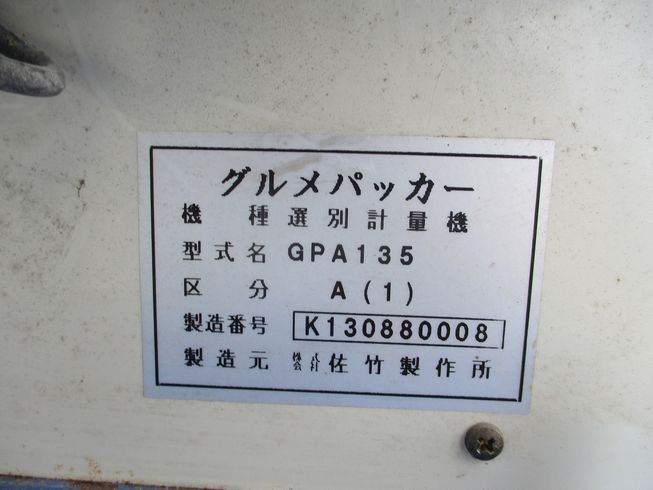 グルメパッカー
機種 選別計量機
型式名 GPA135
区分 A(1)
製造番号 K130880008
製造元 株式会社 佐竹製作所